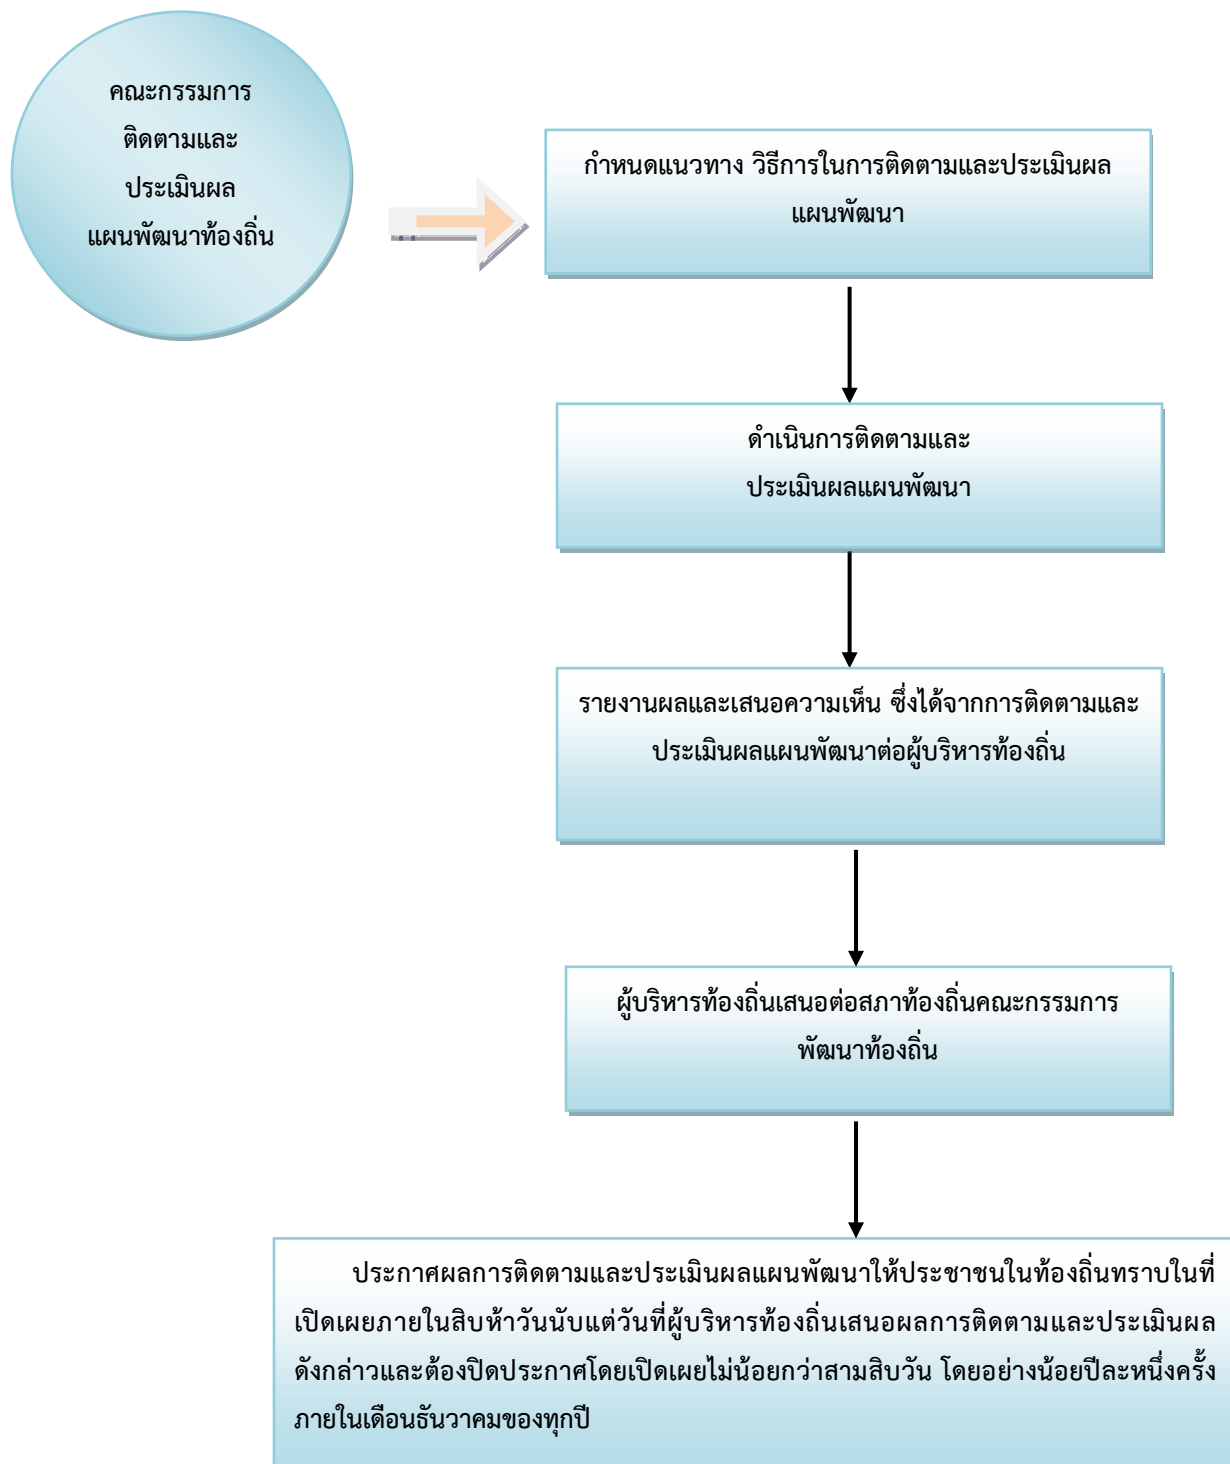 คณะกรรมการ
ติดตามและ
ประเมินผล
แผนพัฒนาท้องถิ่น
กำหนดแนวทาง วิธีการในการติดตามและประเมินผล
แผนพัฒนา
ดำเนินการติดตามและ
ประเมินผลแผนพัฒนา
รายงานผลและเสนอความเห็น ซึ่งได้จากการติดตามและ
ประเมินผลแผนพัฒนาต่อผู้บริหารท้องถิ่น
ผู้บริหารท้องถิ่นเสนอต่อสภาท้องถิ่นคณะกรรมการ
พัฒนาท้องถิ่น
ประกาศผลการติดตามและประเมินผลแผนพัฒนาให้ประชาชนในท้องถิ่นทราบในที่
เปิดเผยภายในสิบห้าวันนับแต่วันที่ผู้บริหารท้องถิ่นเสนอผลการติดตามและประเมินผล
ดังกล่าวและต้องปิดประกาศโดยเปิดเผยไม่น้อยกว่าสามสิบวัน โดยอย่างน้อยปีละหนึ่งครั้ง
ภายในเดือนธันวาคมของทุกปี